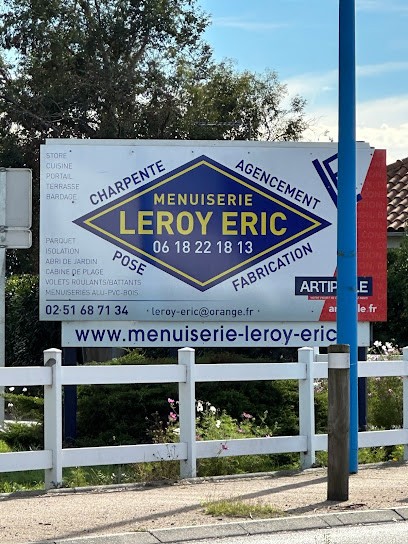 STORE
CUISINE
PORTAIL
TERRASSE
BARDAGE
CHARPENTE
AGENCEMENT
MENUISERIE
LEROY ERIC
06 18 22 18 13
POSE
FABRICATION
PARQUET
ISOLATION
ABRI DE JARDIN
CABINE DE PLAGE
VOLETS ROULANTS/BATTANTS
MENUISERIES ALU-PVC-BOIS
02 51 68 71 34
leroy-eric@orange.fr
www.menuiserie-leroy-eric